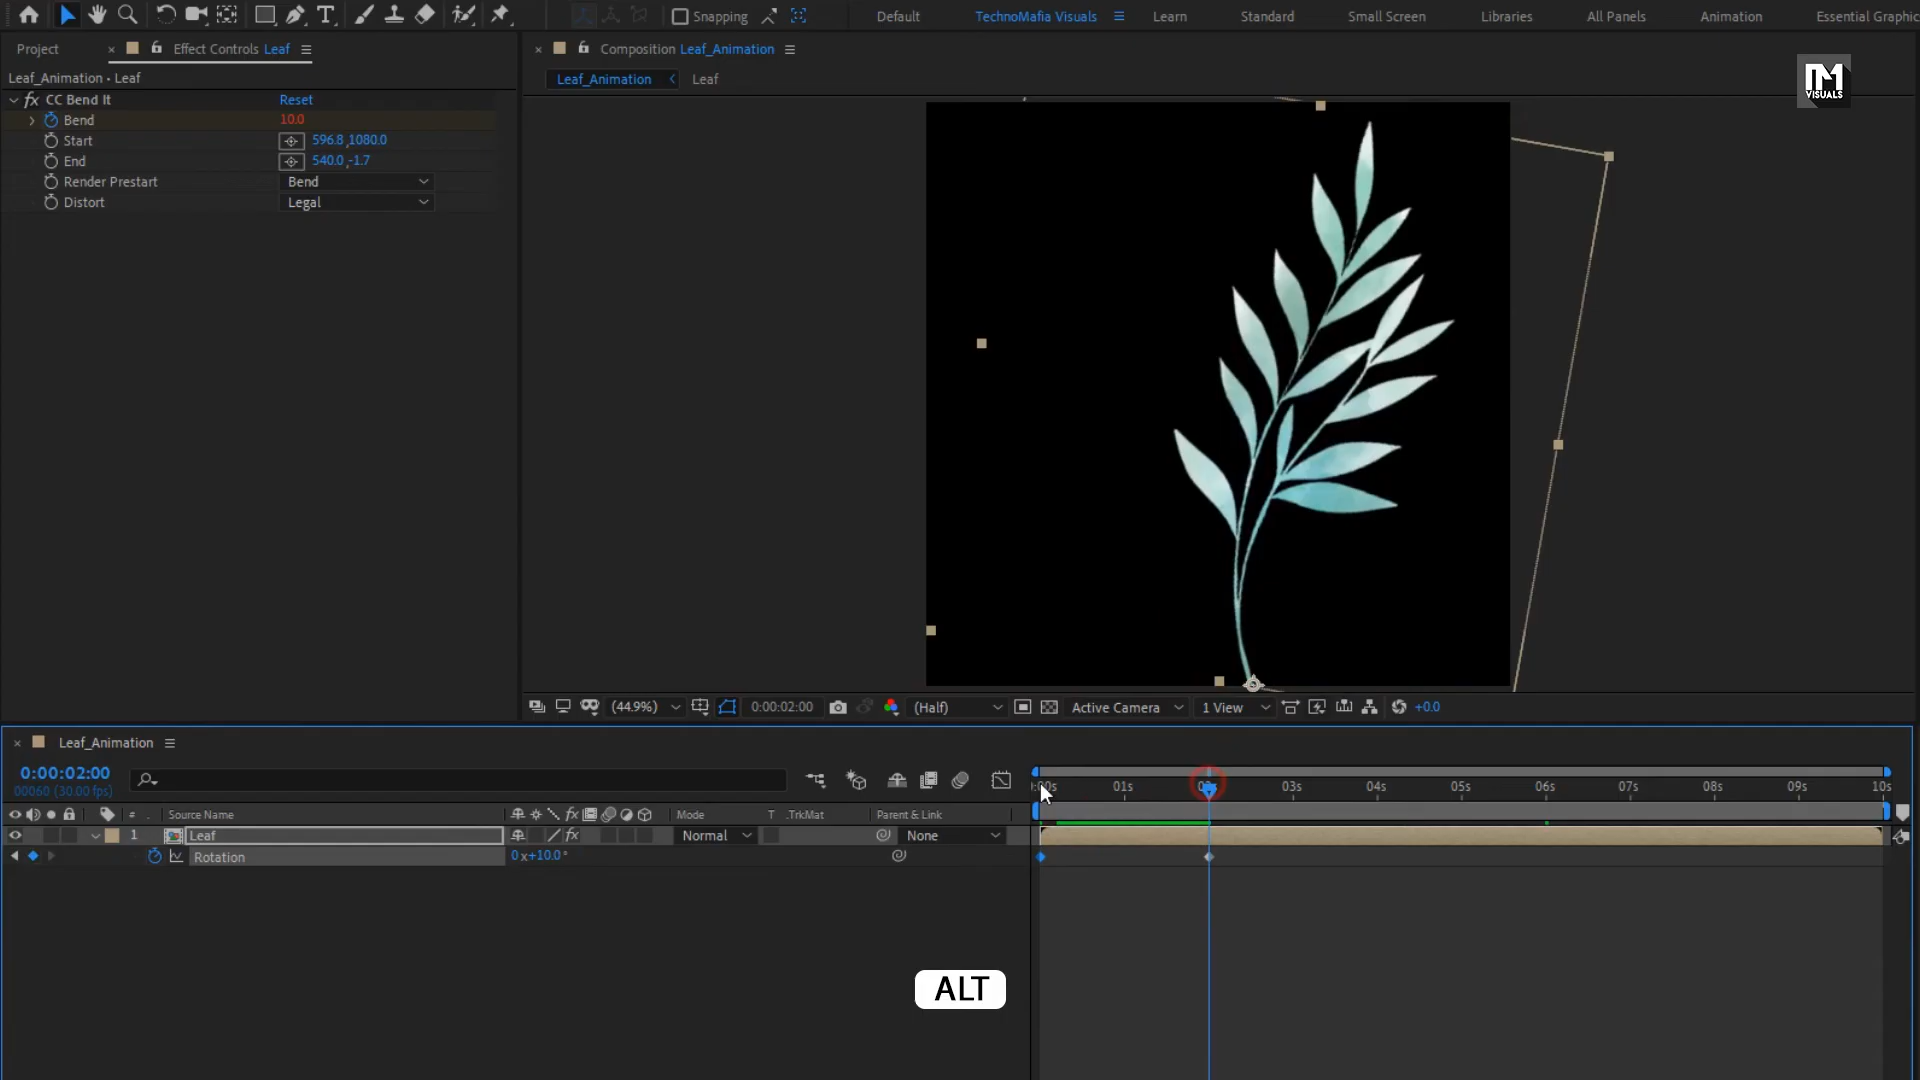 Snapping
Default
TechnoMafia Visuals
Learn
Standard
Small Screen
Libraries
All Panels
Animation
Essential Graphic
Project
Effect Controls Leaf
Composition Leaf_Animation
Leaf_Animation • Leaf
Leaf_Animation
Leaf
VISUALS
fx CC Bend It
Reset
Bend
10.0
Start
596.8,1080.0
End
540.0,-1.7
Render Prestart
Bend
Distort
Legal
(44.9%)
0:00:02:00
(Half)
Active Camera
1 View
+0.0
Leaf_Animation
0:00:02:00
00060 (30.00 fps)
01s
03s
04s
05s
06s
07s
08s
09s
10s
#
Source Name
fx
Mode
T
.TrkMat
Parent & Link
1
Leaf
fx
Normal
None
Rotation
0x+10.0°
ALT